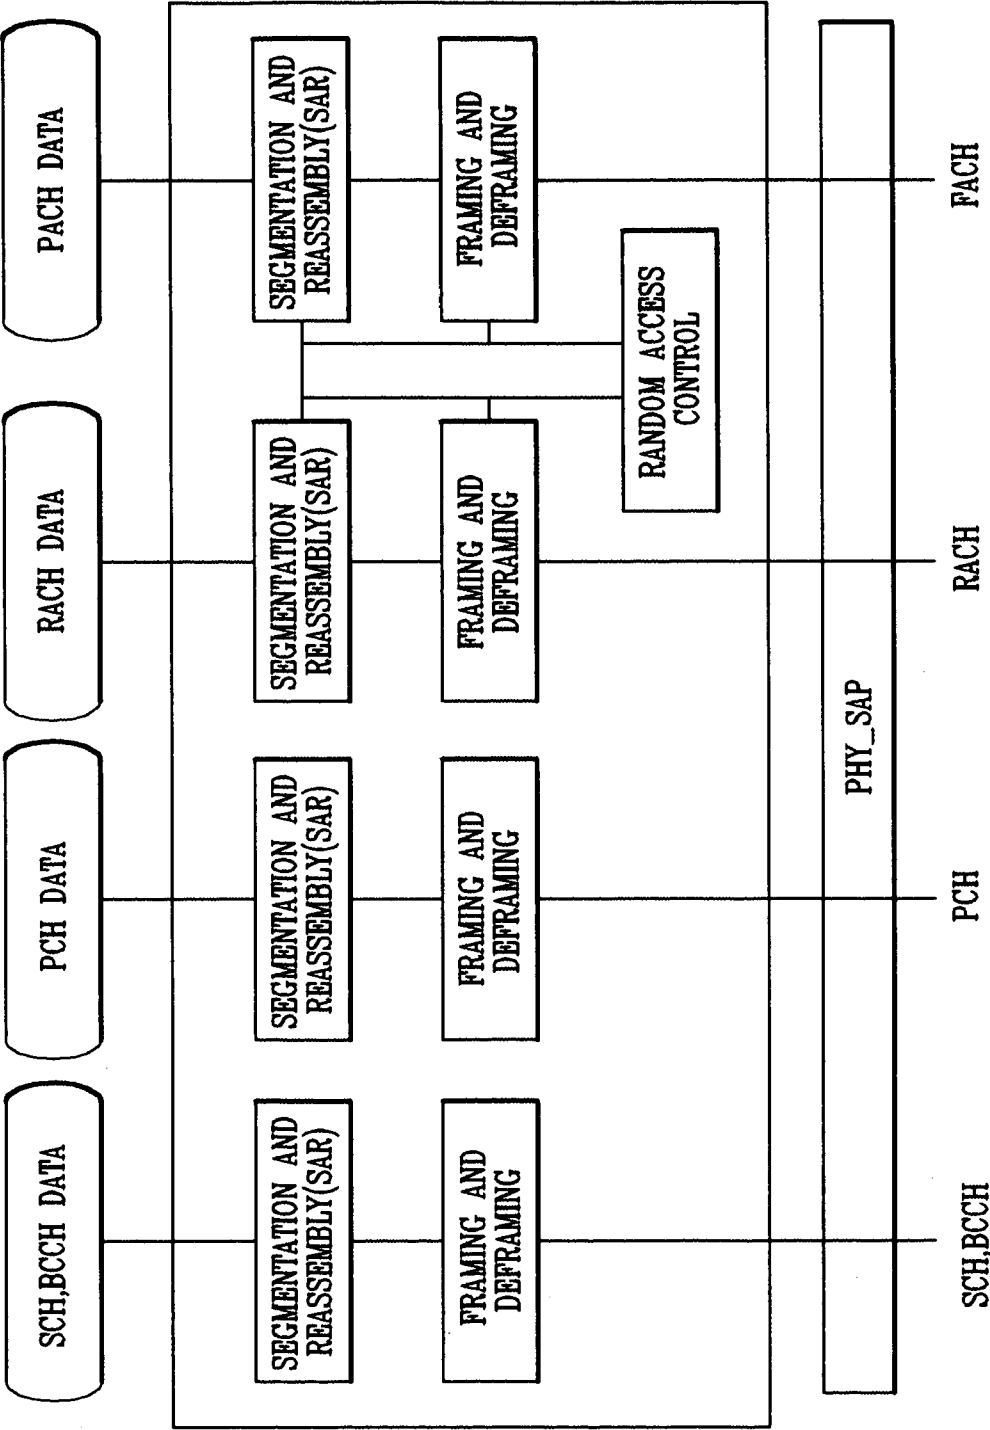 SCH,BCCH DATA
PCH DATA
RACH DATA
PACH DATA
SEGMENTATION AND
REASSEMBLY(SAR)
SEGMENTATION AND
REASSEMBLY(SAR)
SEGMENTATION AND
REASSEMBLY(SAR)
SEGMENTATION AND
REASSEMBLY(SAR)
FRAMING AND
DEFRAMING
FRAMING AND
DEFRAMING
FRAMING AND
DEFRAMING
FRAMING AND
DEFRAMING
RANDOM ACCESS
CONTROL
PHY_SAP
SCH,BCCH
PCH
RACH
FACH